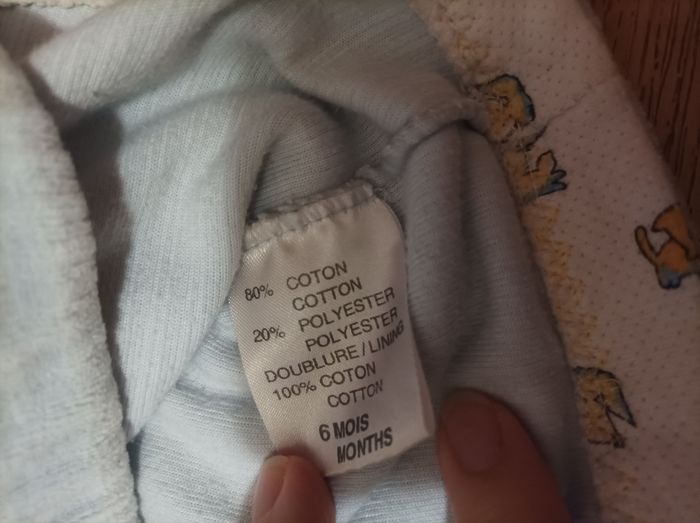 80% COTON
COTTON
20% POLYESTER
POLYESTER
DOUBLURE / LINING
100% COTON
COTTON
6 MOIS
MONTHS